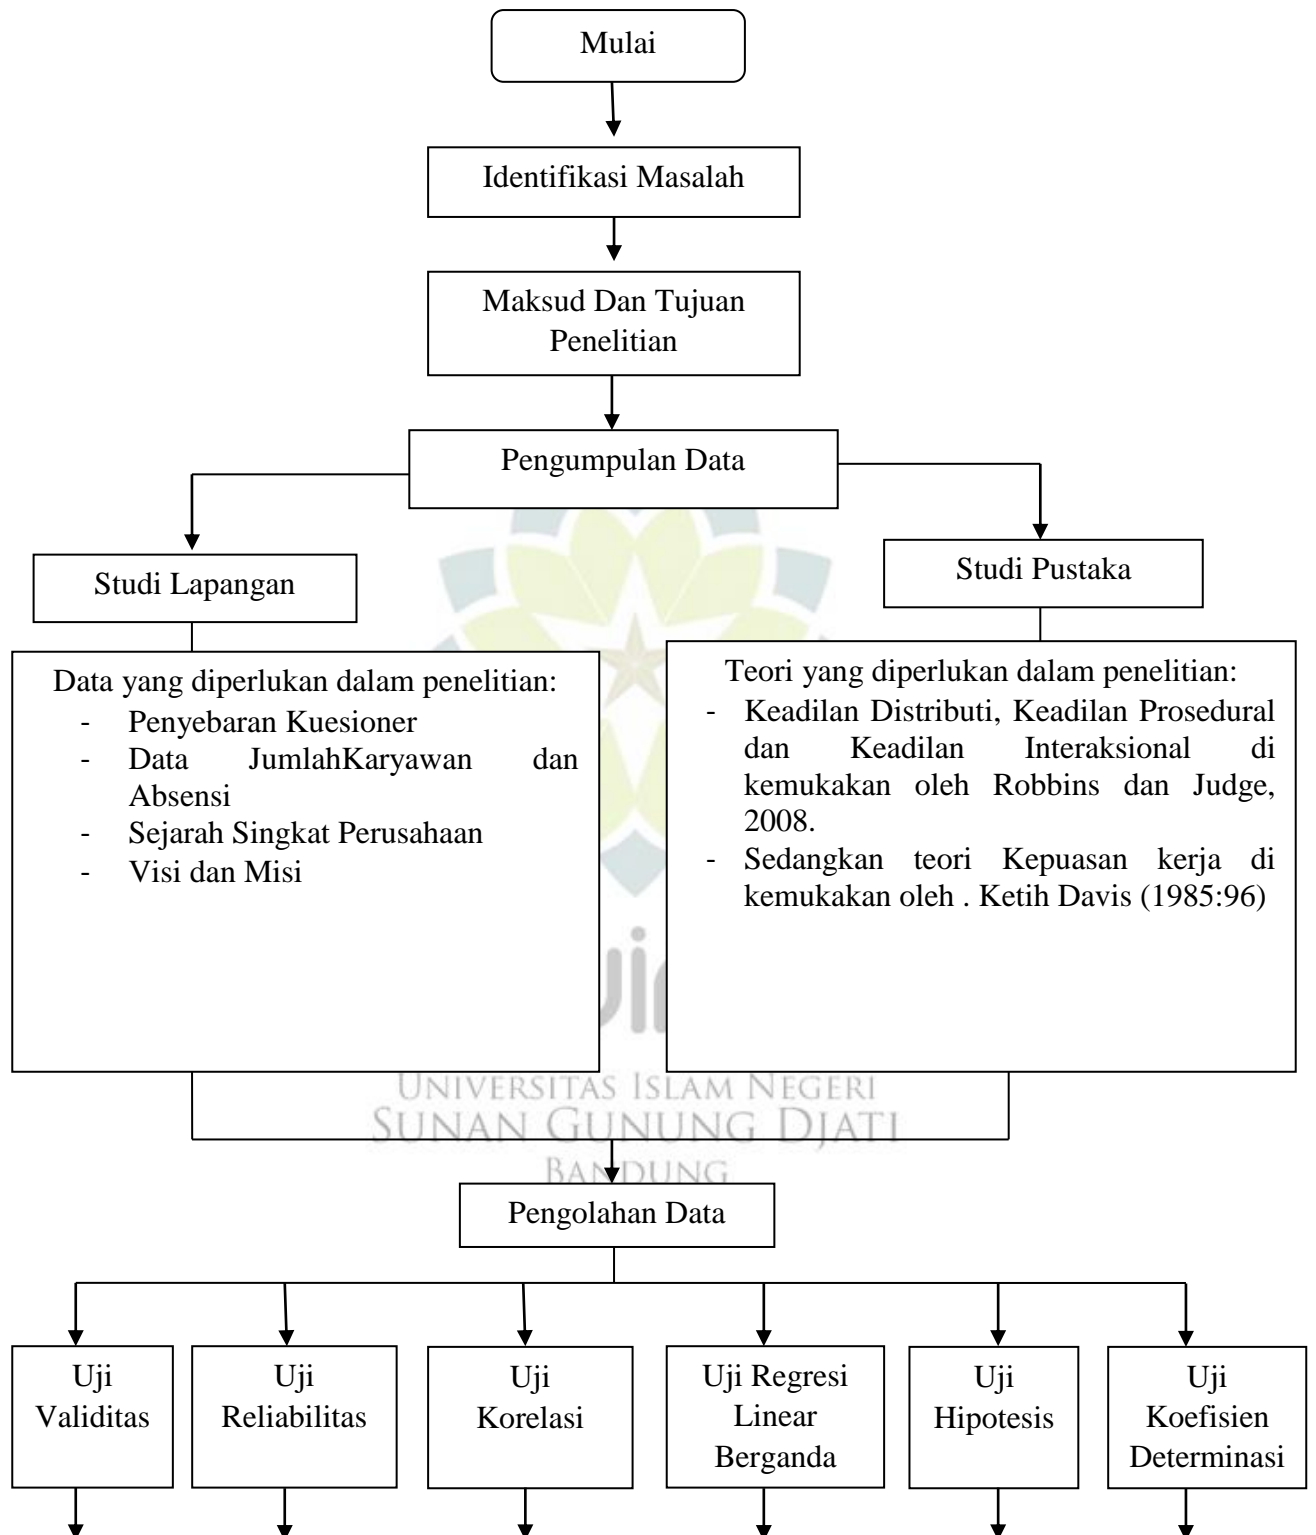 Mulai
Identifikasi Masalah
Maksud Dan Tujuan
Penelitian
Pengumpulan Data
Studi Lapangan
Studi Pustaka
Data yang diperlukan dalam penelitian:
- Penyebaran Kuesioner
- Data JumlahKaryawan dan
Absensi
- Sejarah Singkat Perusahaan
- Visi dan Misi
Teori yang diperlukan dalam penelitian:
- Keadilan Distributi, Keadilan Prosedural
dan Keadilan Interaksional di
kemukakan oleh Robbins dan Judge,
2008.
- Sedangkan teori Kepuasan kerja di
kemukakan oleh . Ketih Davis (1985:96)
UNIVERSITAS ISLAM NEGERI
SUNAN GUNUNG DJATI
BANDUNG
Pengolahan Data
Uji
Validitas
Uji
Reliabilitas
Uji
Korelasi
Uji Regresi
Linear
Berganda
Uji
Hipotesis
Uji
Koefisien
Determinasi